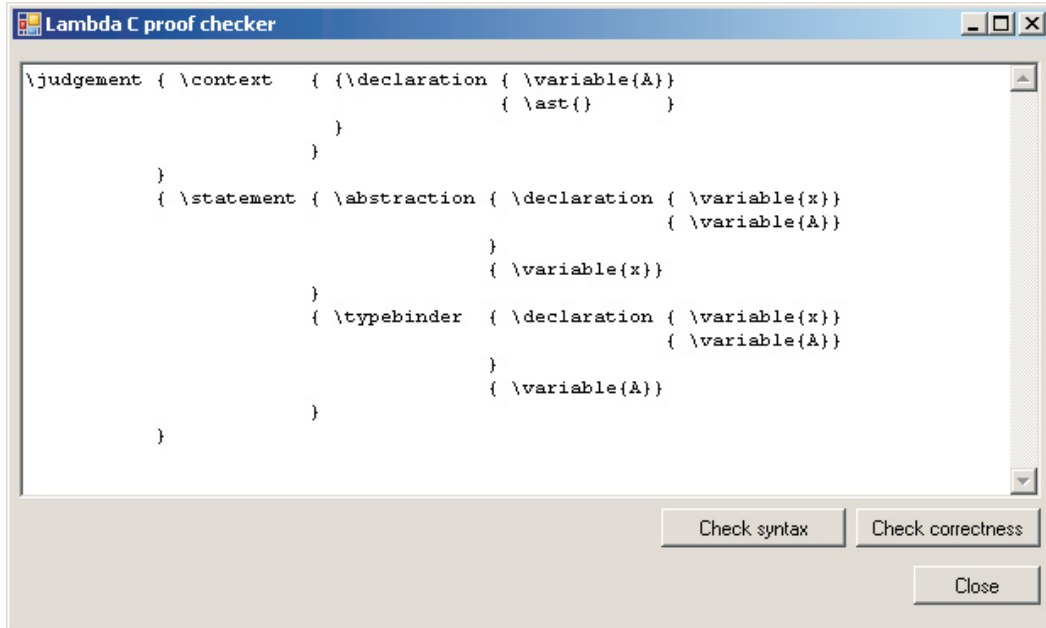 Lambda C proof checker
\judgement { \context   { {\declaration { \variable{A}}
                                        { \ast{}      }
                          }
                        }
           }
           { \statement { \abstraction { \declaration { \variable{x}}
                                                      { \variable{A}}
                                       }
                                       { \variable{x}}
                        }
                        { \typebinder  { \declaration { \variable{x}}
                                                      { \variable{A}}
                                       }
                                       { \variable{A}}
                        }
           }
Check syntax
Check correctness
Close